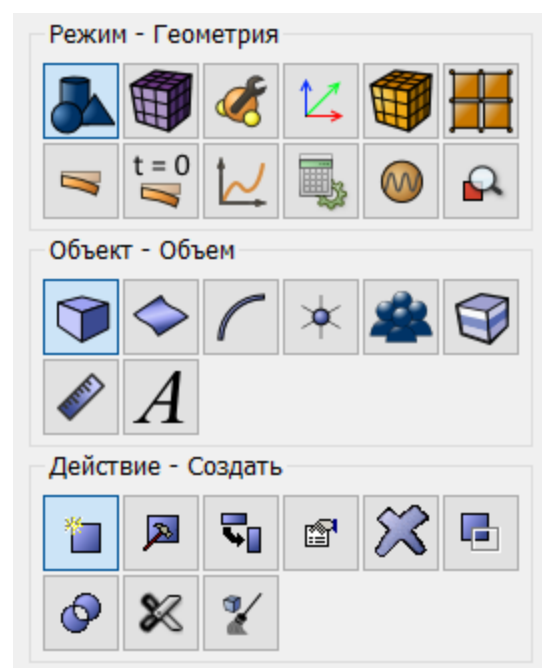 Режим - Геометрия
t = 0
Объект - Объем
A
Действие - Создать